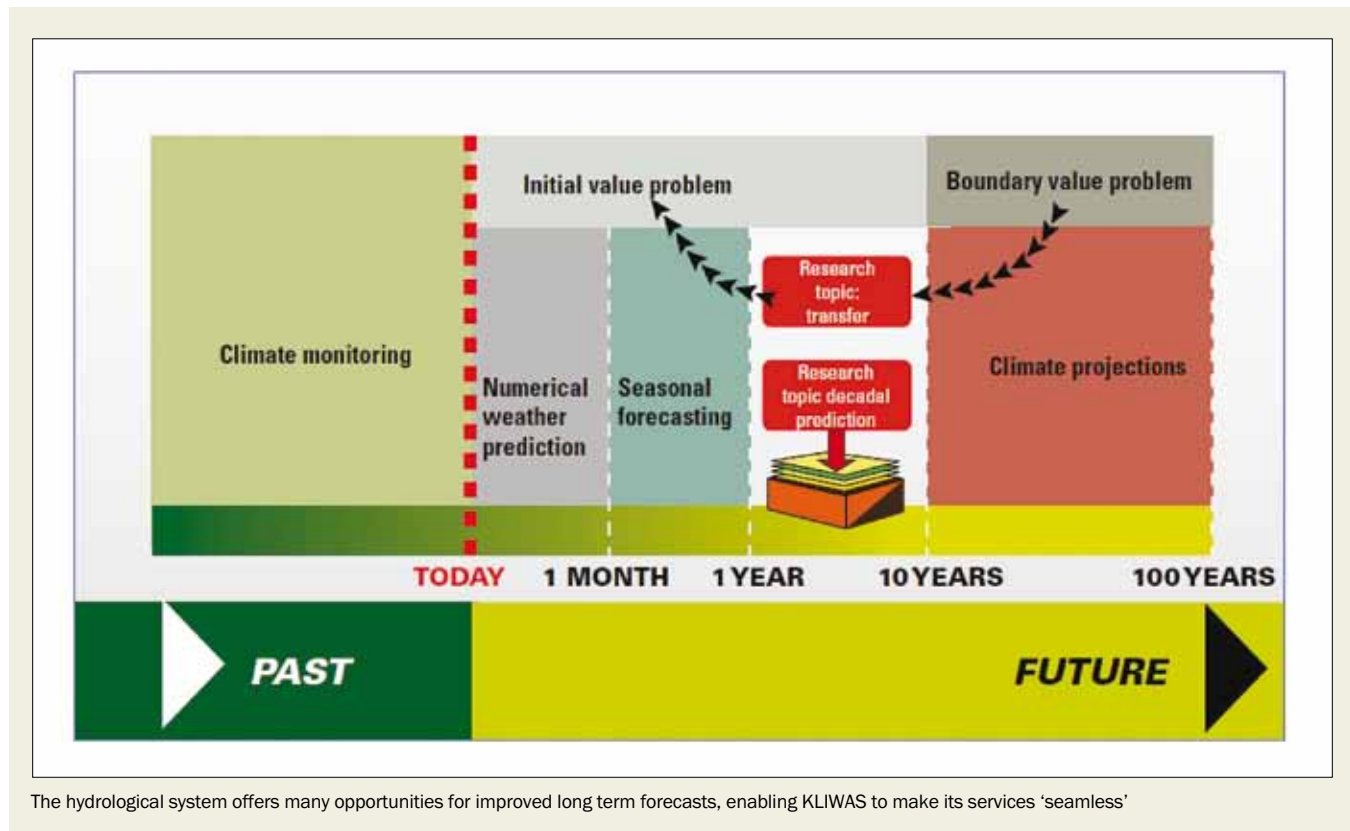 Initial value problem
Boundary value problem
Research
topic:
transfer
Climate monitoring
Numerical
weather
prediction
Seasonal
forecasting
Research
topic decadal
prediction
Climate projections
TODAY
1 MONTH
1 YEAR
10 YEARS
100 YEARS
PAST
FUTURE
The hydrological system offers many opportunities for improved long term forecasts, enabling KLIWAS to make its services ‘seamless’